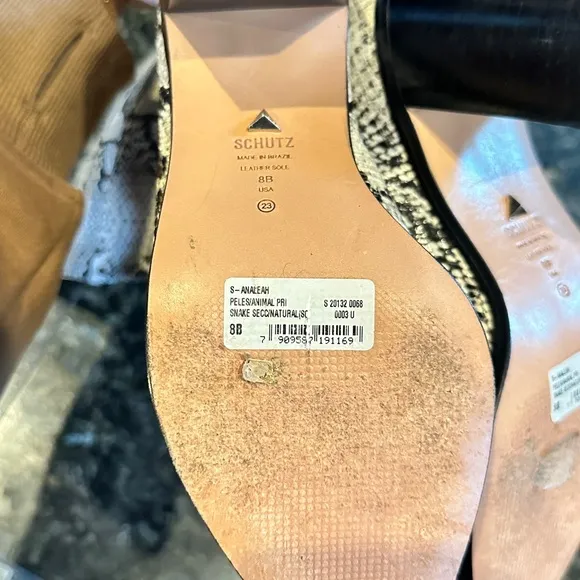 SCHUTZ
MADE IN BRAZIL
LEATHER SOLE
8B
USA
23
S- ANALEAH
PELES/ANIMAL PRI S 20132 0068
SNAKE SECO/NATURAL(S( 0003 U
8B
7 909587 191169